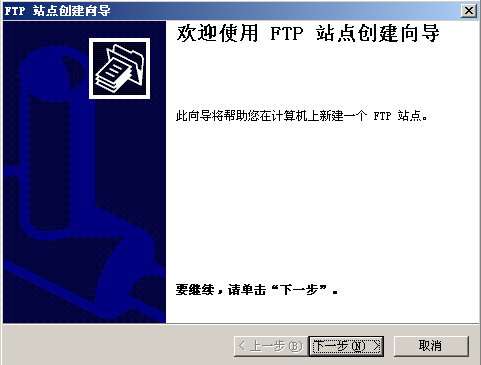 FTP 站点创建向导
欢迎使用 FTP 站点创建向导
此向导将帮助您在计算机上新建一个 FTP 站点。
要继续，请单击“下一步”。
< 上一步(B) 下一步(N) > 取消